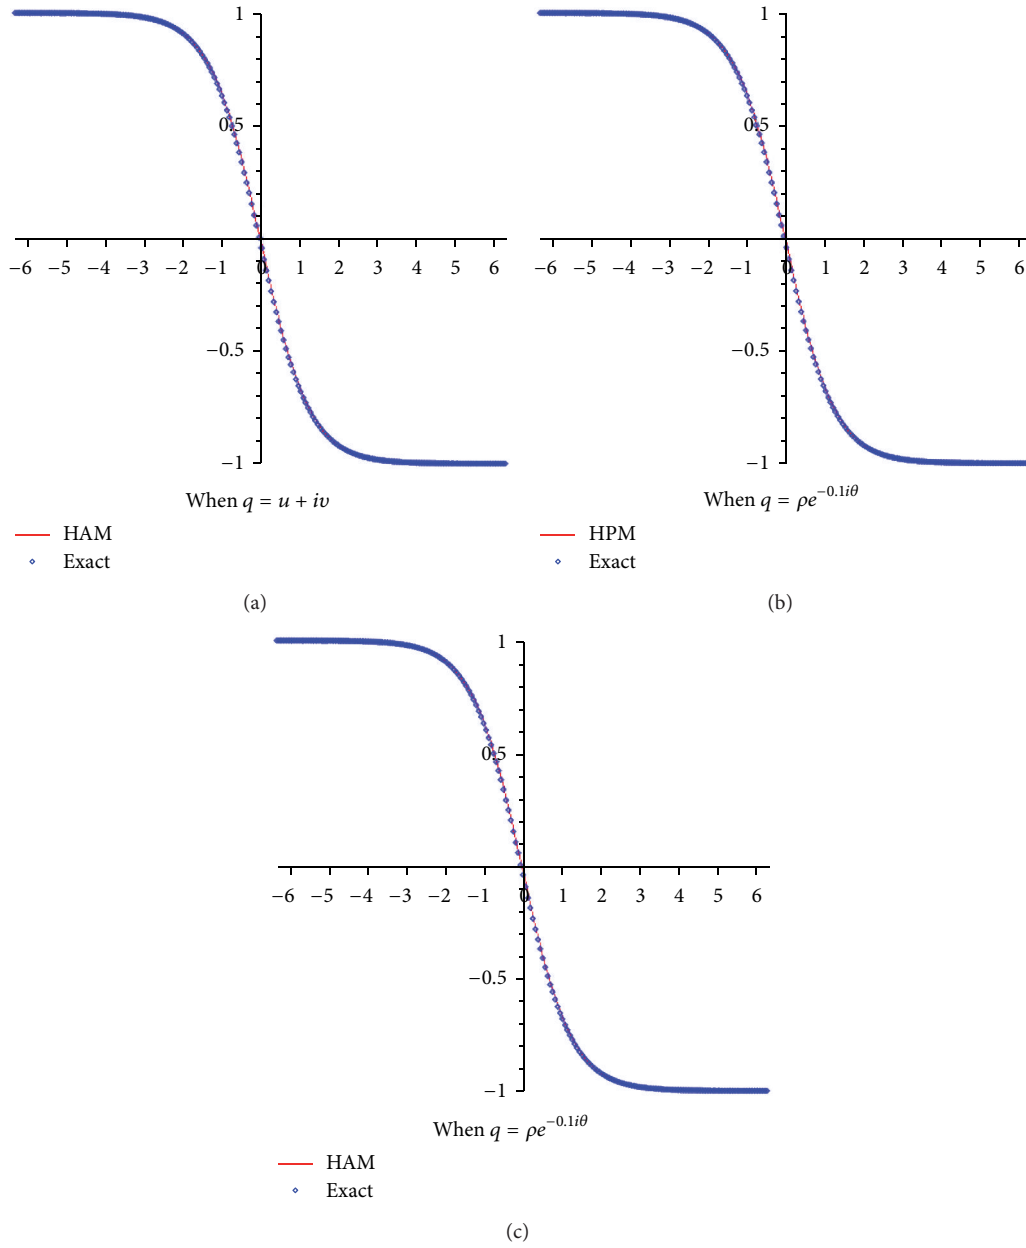 1
0.5
−6 −5 −4 −3 −2 −1 0 1 2 3 4 5 6
−0.5
−1
When q = u + iv
HAM
Exact
(a)
1
0.5
−6 −5 −4 −3 −2 −1 0 1 2 3 4 5 6
−0.5
−1
When q = ρe^{−0.1iθ}
HPM
Exact
(b)
1
0.5
−6 −5 −4 −3 −2 −1 0 1 2 3 4 5 6
−0.5
−1
When q = ρe^{−0.1iθ}
HAM
Exact
(c)